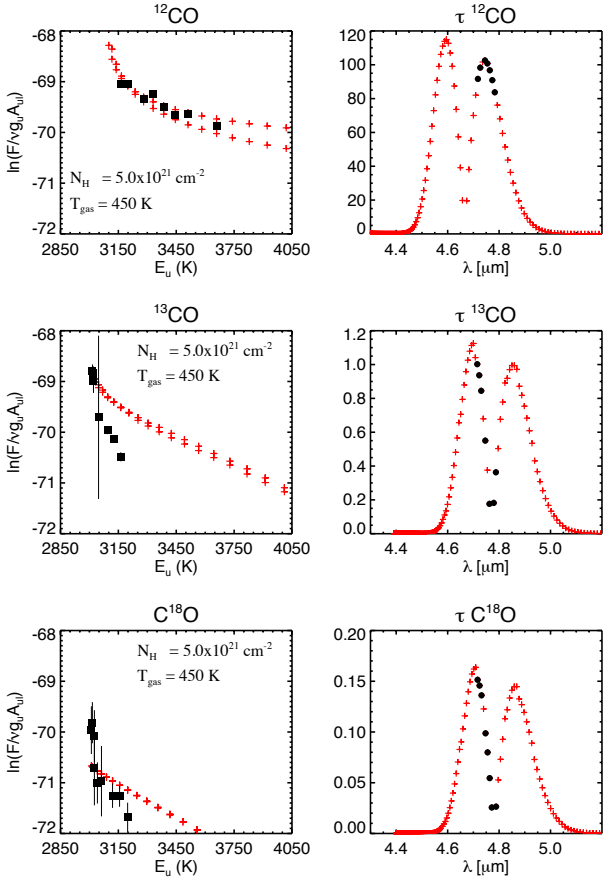 ¹²CO
τ ¹²CO
-68
-69
-70
-71
-72
ln(F/νgᵤAᵤₗ)
N_H = 5.0x10²¹ cm⁻²
T_gas = 450 K
2850 3150 3450 3750 4050
Eᵤ (K)
120
100
80
60
40
20
0
4.4 4.6 4.8 5.0
λ [μm]
¹³CO
τ ¹³CO
-68
-69
-70
-71
-72
ln(F/νgᵤAᵤₗ)
N_H = 5.0x10²¹ cm⁻²
T_gas = 450 K
2850 3150 3450 3750 4050
Eᵤ (K)
1.2
1.0
0.8
0.6
0.4
0.2
0.0
4.4 4.6 4.8 5.0
λ [μm]
C¹⁸O
τ C¹⁸O
-68
-69
-70
-71
-72
ln(F/νgᵤAᵤₗ)
N_H = 5.0x10²¹ cm⁻²
T_gas = 450 K
2850 3150 3450 3750 4050
Eᵤ (K)
0.20
0.15
0.10
0.05
0.00
4.4 4.6 4.8 5.0
λ [μm]